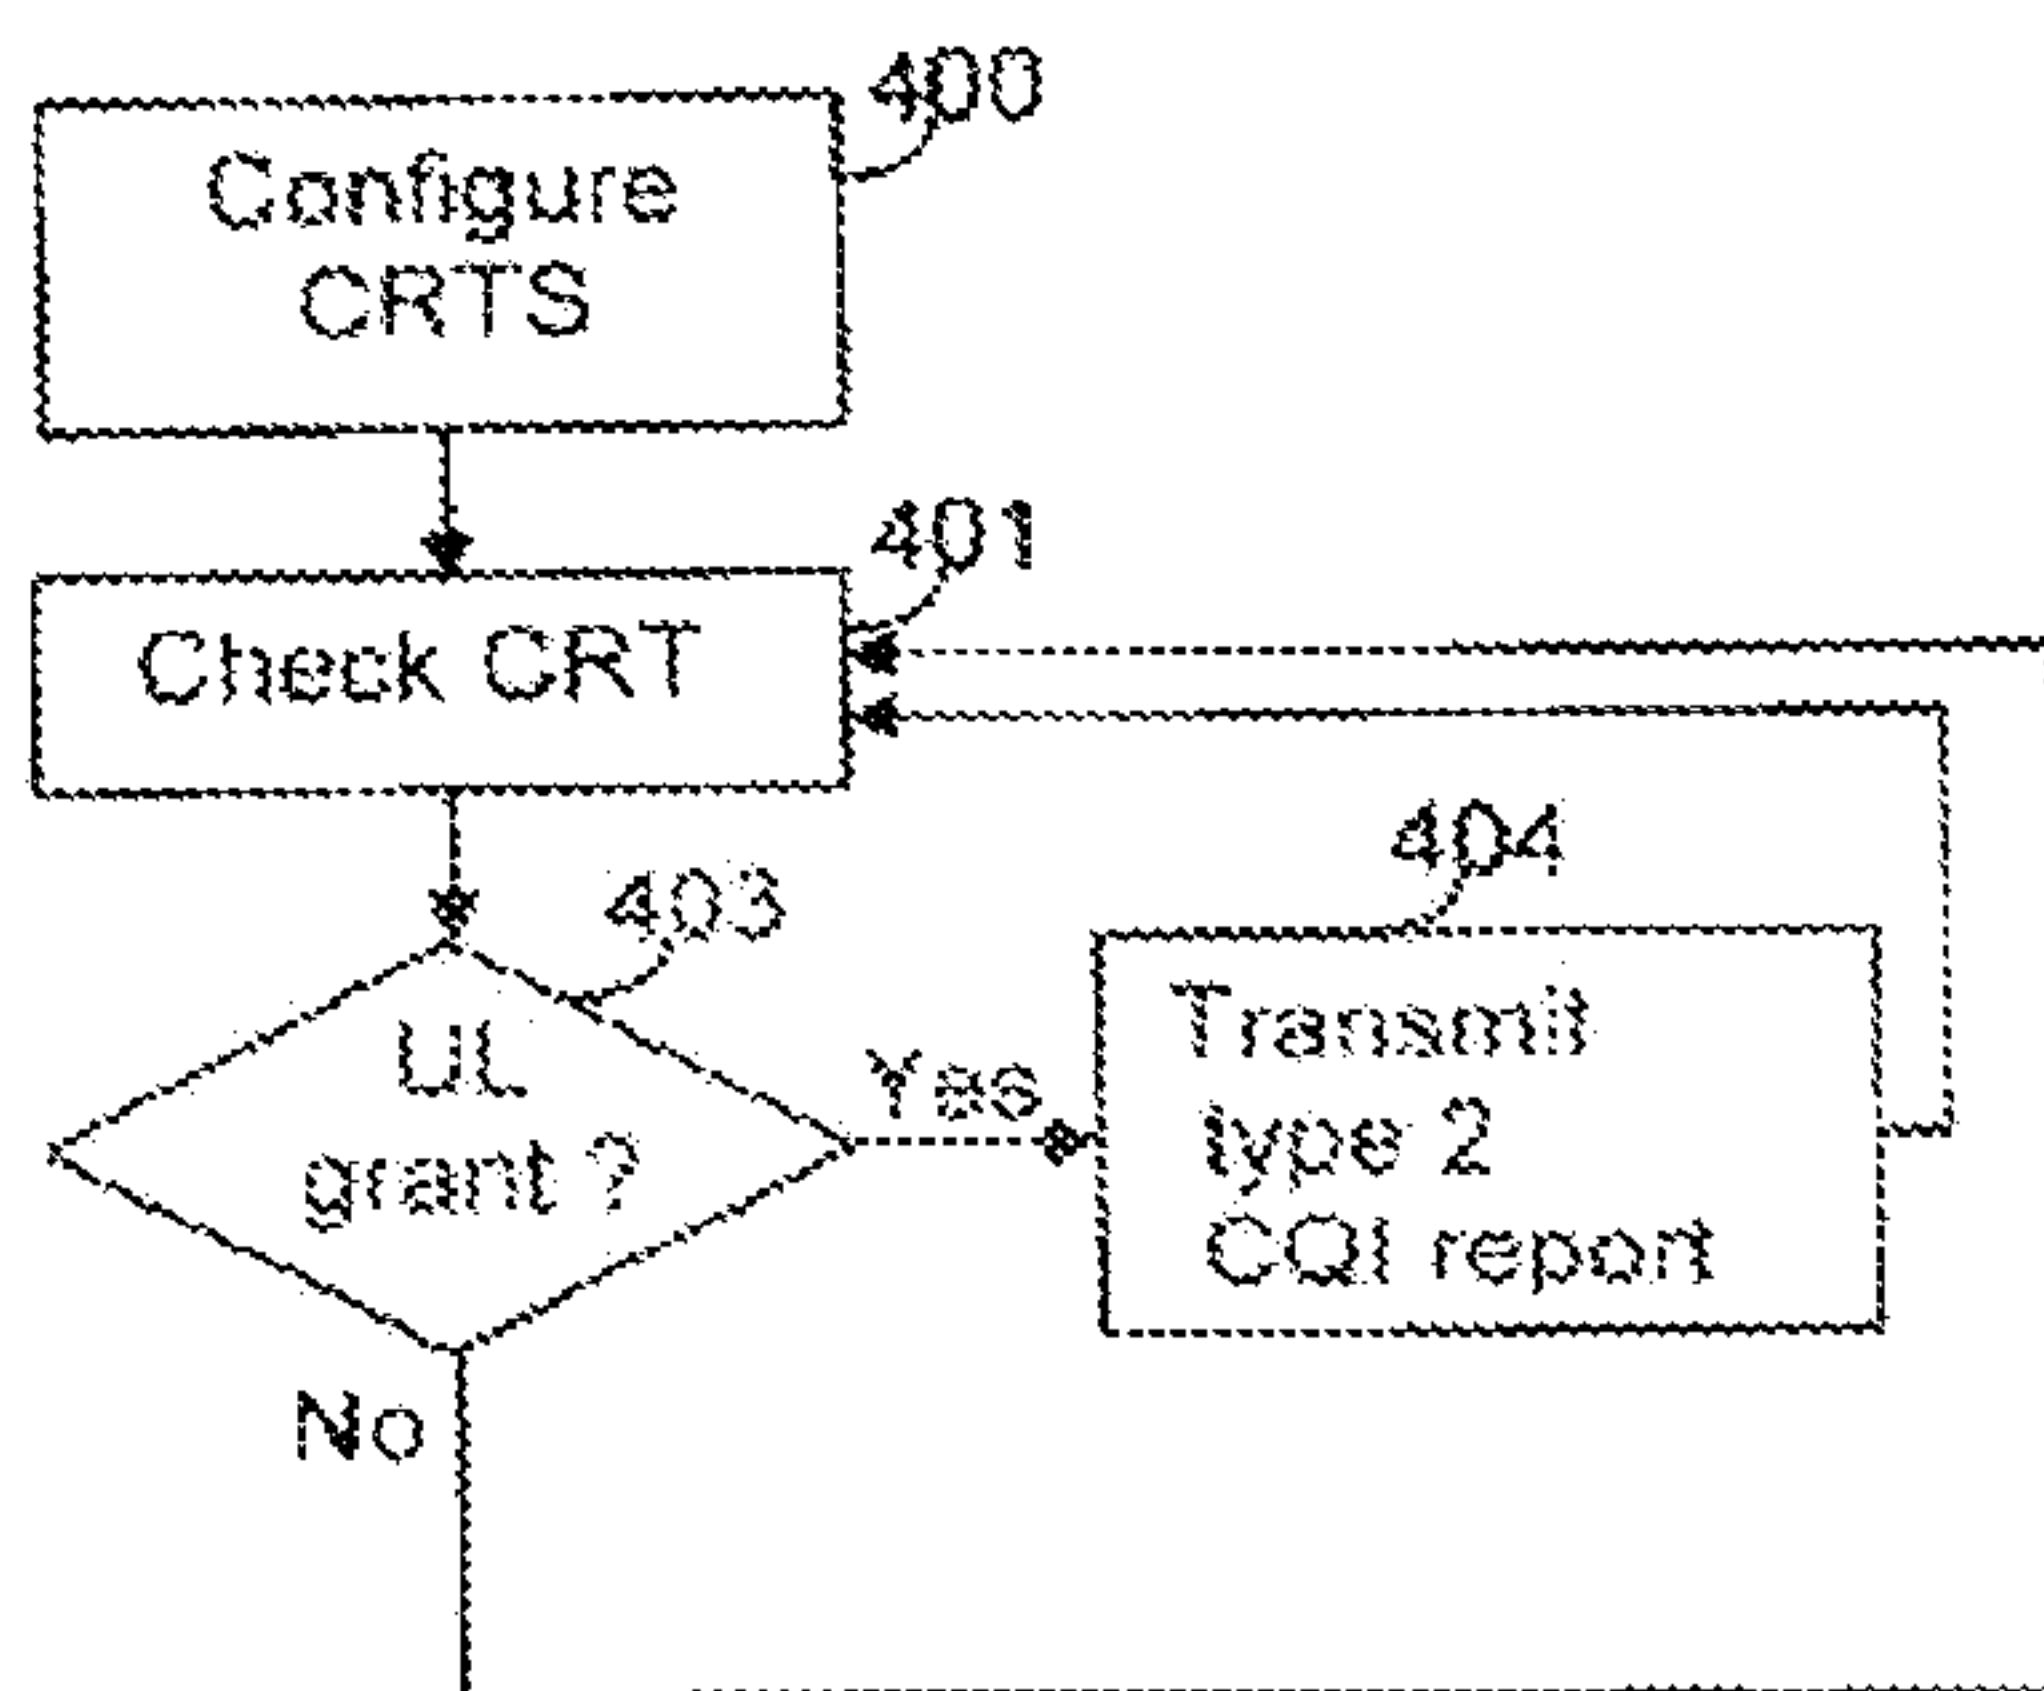 400
Configure
CRTS
401
Check CRT
403
404
UL
grant ?
Yes
Transmit
type 2
CQI report
No